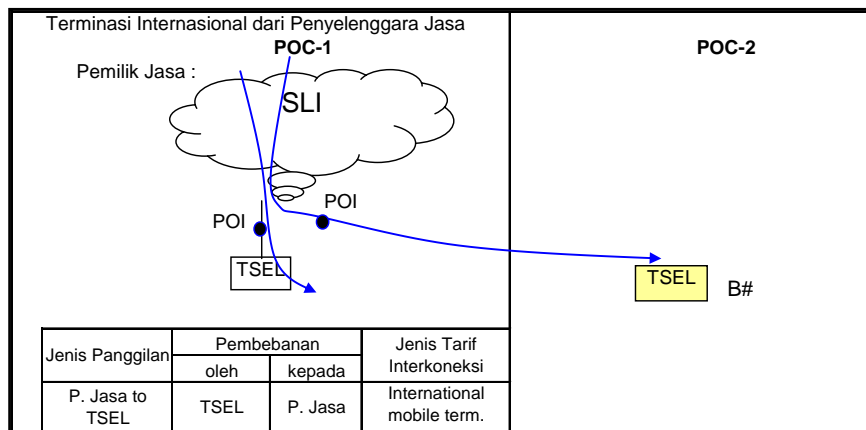 Terminasi Internasional dari Penyelenggara Jasa
POC-1
POC-2
Pemilik Jasa :
SLI
POI
POI
TSEL
TSEL
B#
Jenis Panggilan
Pembebanan
Jenis Tarif
Interkoneksi
oleh
kepada
P. Jasa to
TSEL
TSEL
P. Jasa
International
mobile term.